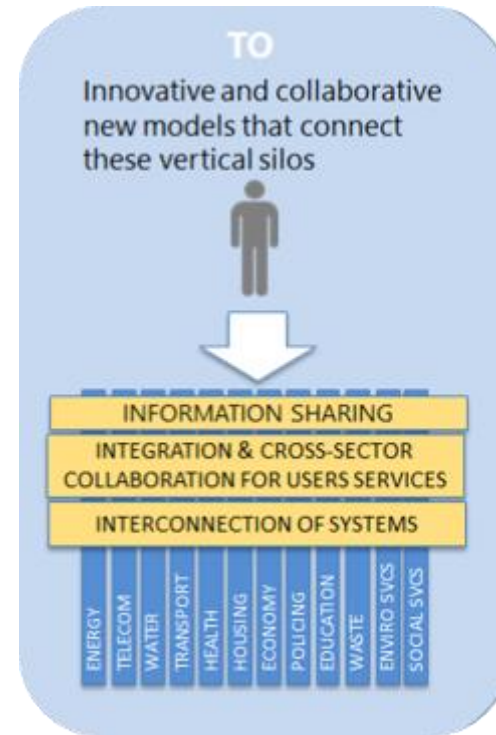 TO
Innovative and collaborative
new models that connect
these vertical silos
INFORMATION SHARING
INTEGRATION & CROSS-SECTOR
COLLABORATION FOR USERS SERVICES
INTERCONNECTION OF SYSTEMS
ENERGY
TELECOM
WATER
TRANSPORT
HEALTH
HOUSING
ECONOMY
POLICING
EDUCATION
WASTE
ENVIRO SVCS
SOCIAL SVCS